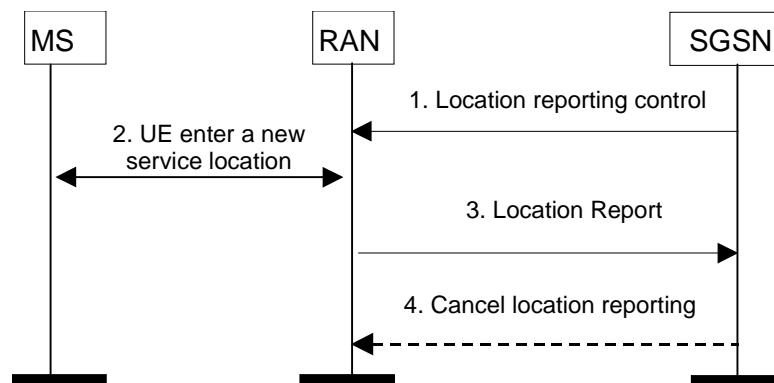 MS
RAN
SGSN
1. Location reporting control
2. UE enter a new
service location
3. Location Report
4. Cancel location reporting